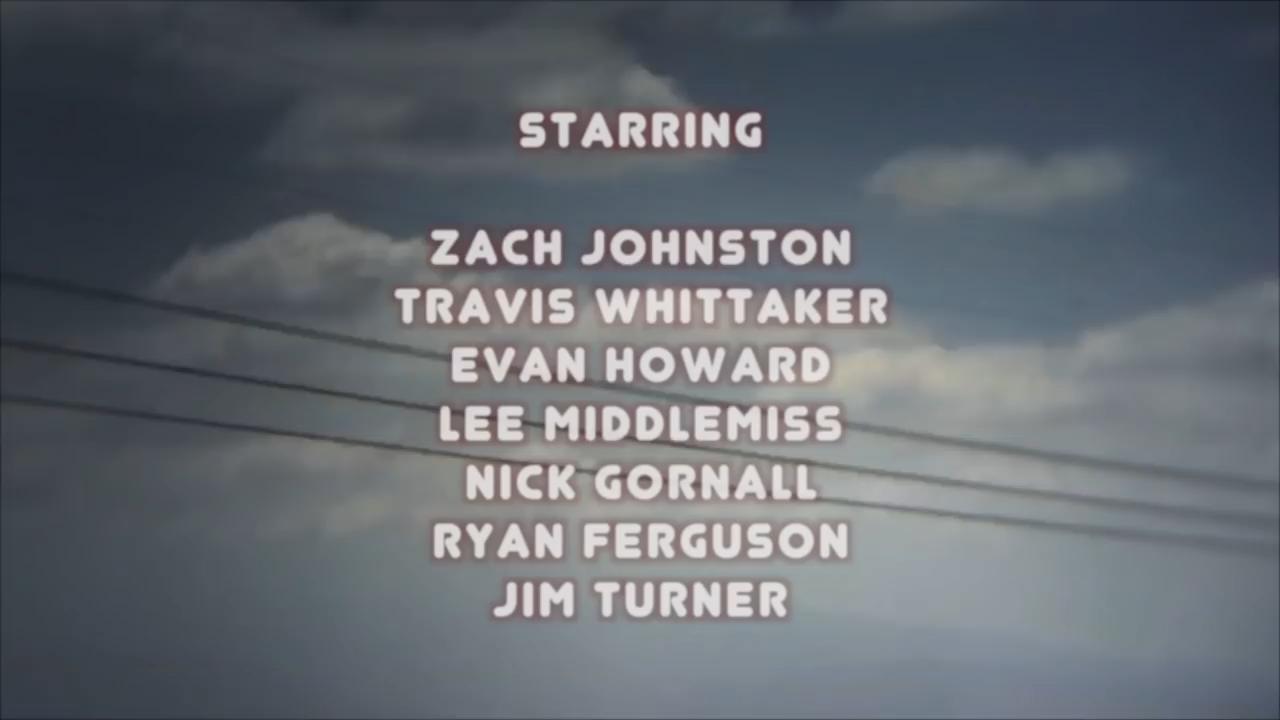 STARRING
ZACH JOHNSTON
TRAVIS WHITTAKER
EVAN HOWARD
LEE MIDDLEMISS
NICK GORNALL
RYAN FERGUSON
JIM TURNER